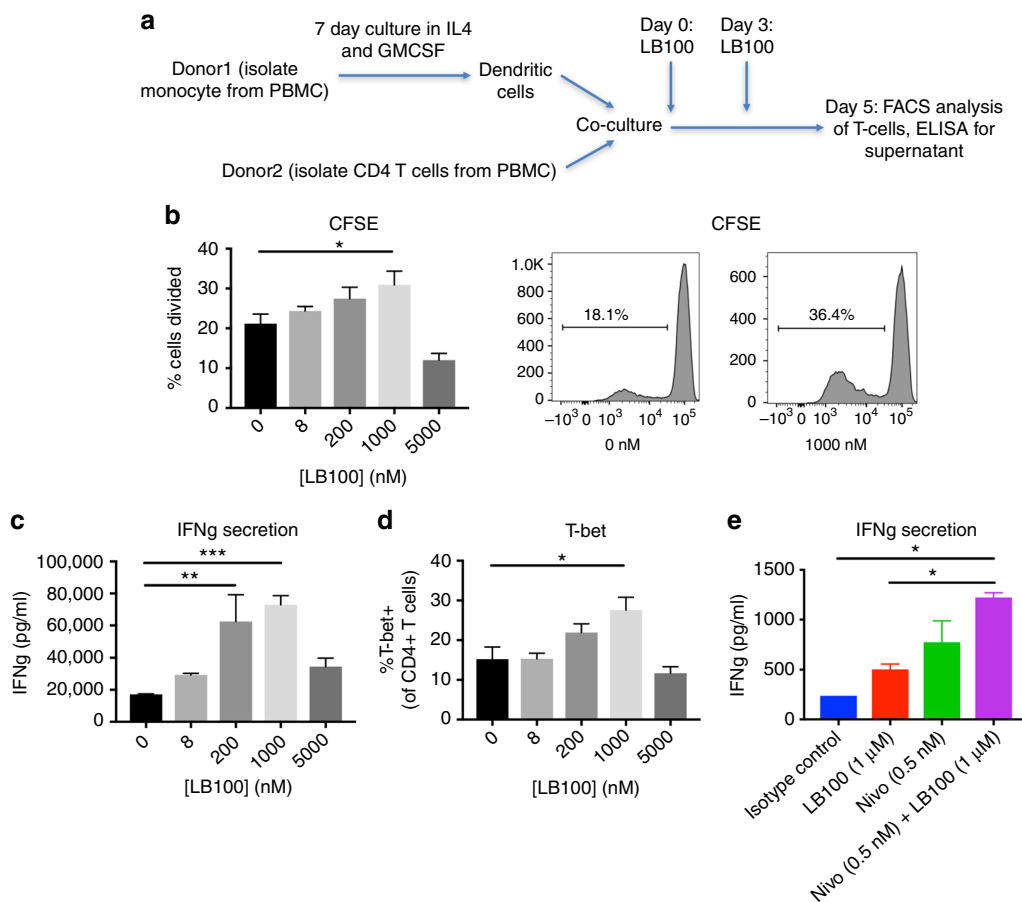 a
7 day culture in IL4
and GMCSF
Donor1 (isolate
monocyte from PBMC)
Dendritic
cells
Day 0:
LB100
Day 3:
LB100
Co-culture
Day 5: FACS analysis
of T-cells, ELISA for
supernatant
Donor2 (isolate CD4 T cells from PBMC)
b
CFSE
*
% cells divided
40
30
20
10
0
0
8
200
1000
5000
[LB100] (nM)
CFSE
1.0K
800
600
400
200
0
18.1%
−10³ 0 10³ 10⁴ 10⁵
0 nM
600
400
200
0
36.4%
−10³ 0 10³ 10⁴ 10⁵
1000 nM
c
IFNg secretion
***
**
IFNg (pg/ml)
100,000
80,000
60,000
40,000
20,000
0
0
8
200
1000
5000
[LB100] (nM)
d
T-bet
*
%T-bet+
(of CD4+ T cells)
40
30
20
10
0
0
8
200
1000
5000
[LB100] (nM)
e
IFNg secretion
*
*
IFNg (pg/ml)
1500
1000
500
0
Isotype control
LB100 (1 μM)
Nivo (0.5 nM)
Nivo (0.5 nM) + LB100 (1 μM)